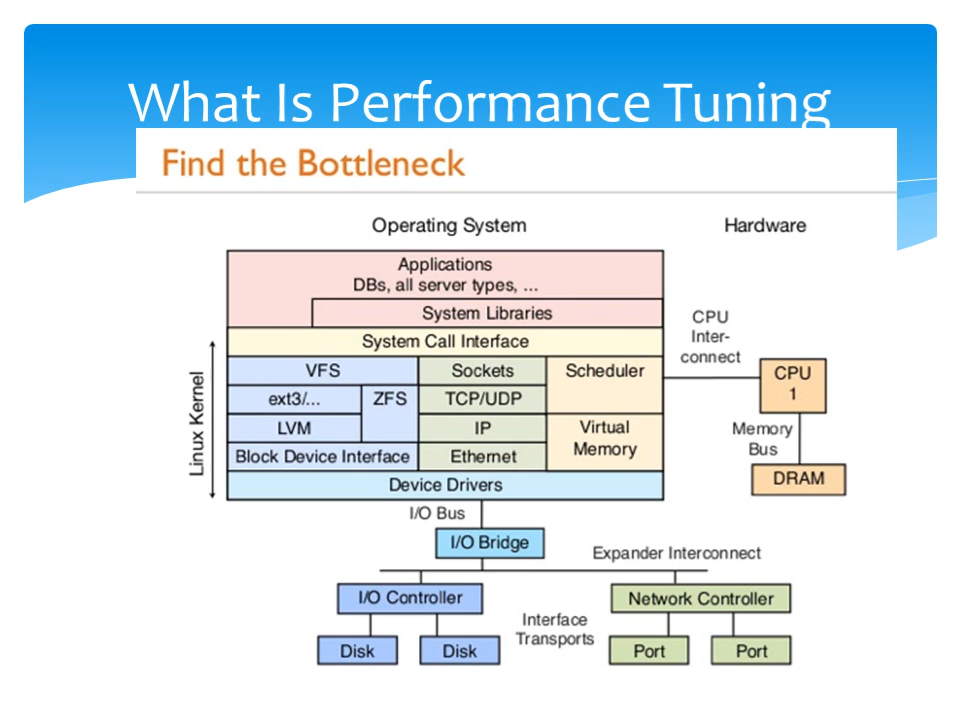 What Is Performance Tuning
Find the Bottleneck
Operating System
Hardware
Applications
DBs, all server types, ...
System Libraries
System Call Interface
CPU
Inter-
connect
VFS
Sockets
Scheduler
CPU
1
Linux Kernel
ext3/...
ZFS
TCP/UDP
LVM
IP
Virtual
Memory
Memory
Bus
Block Device Interface
Ethernet
DRAM
Device Drivers
I/O Bus
I/O Bridge
Expander Interconnect
I/O Controller
Network Controller
Interface
Transports
Disk
Disk
Port
Port